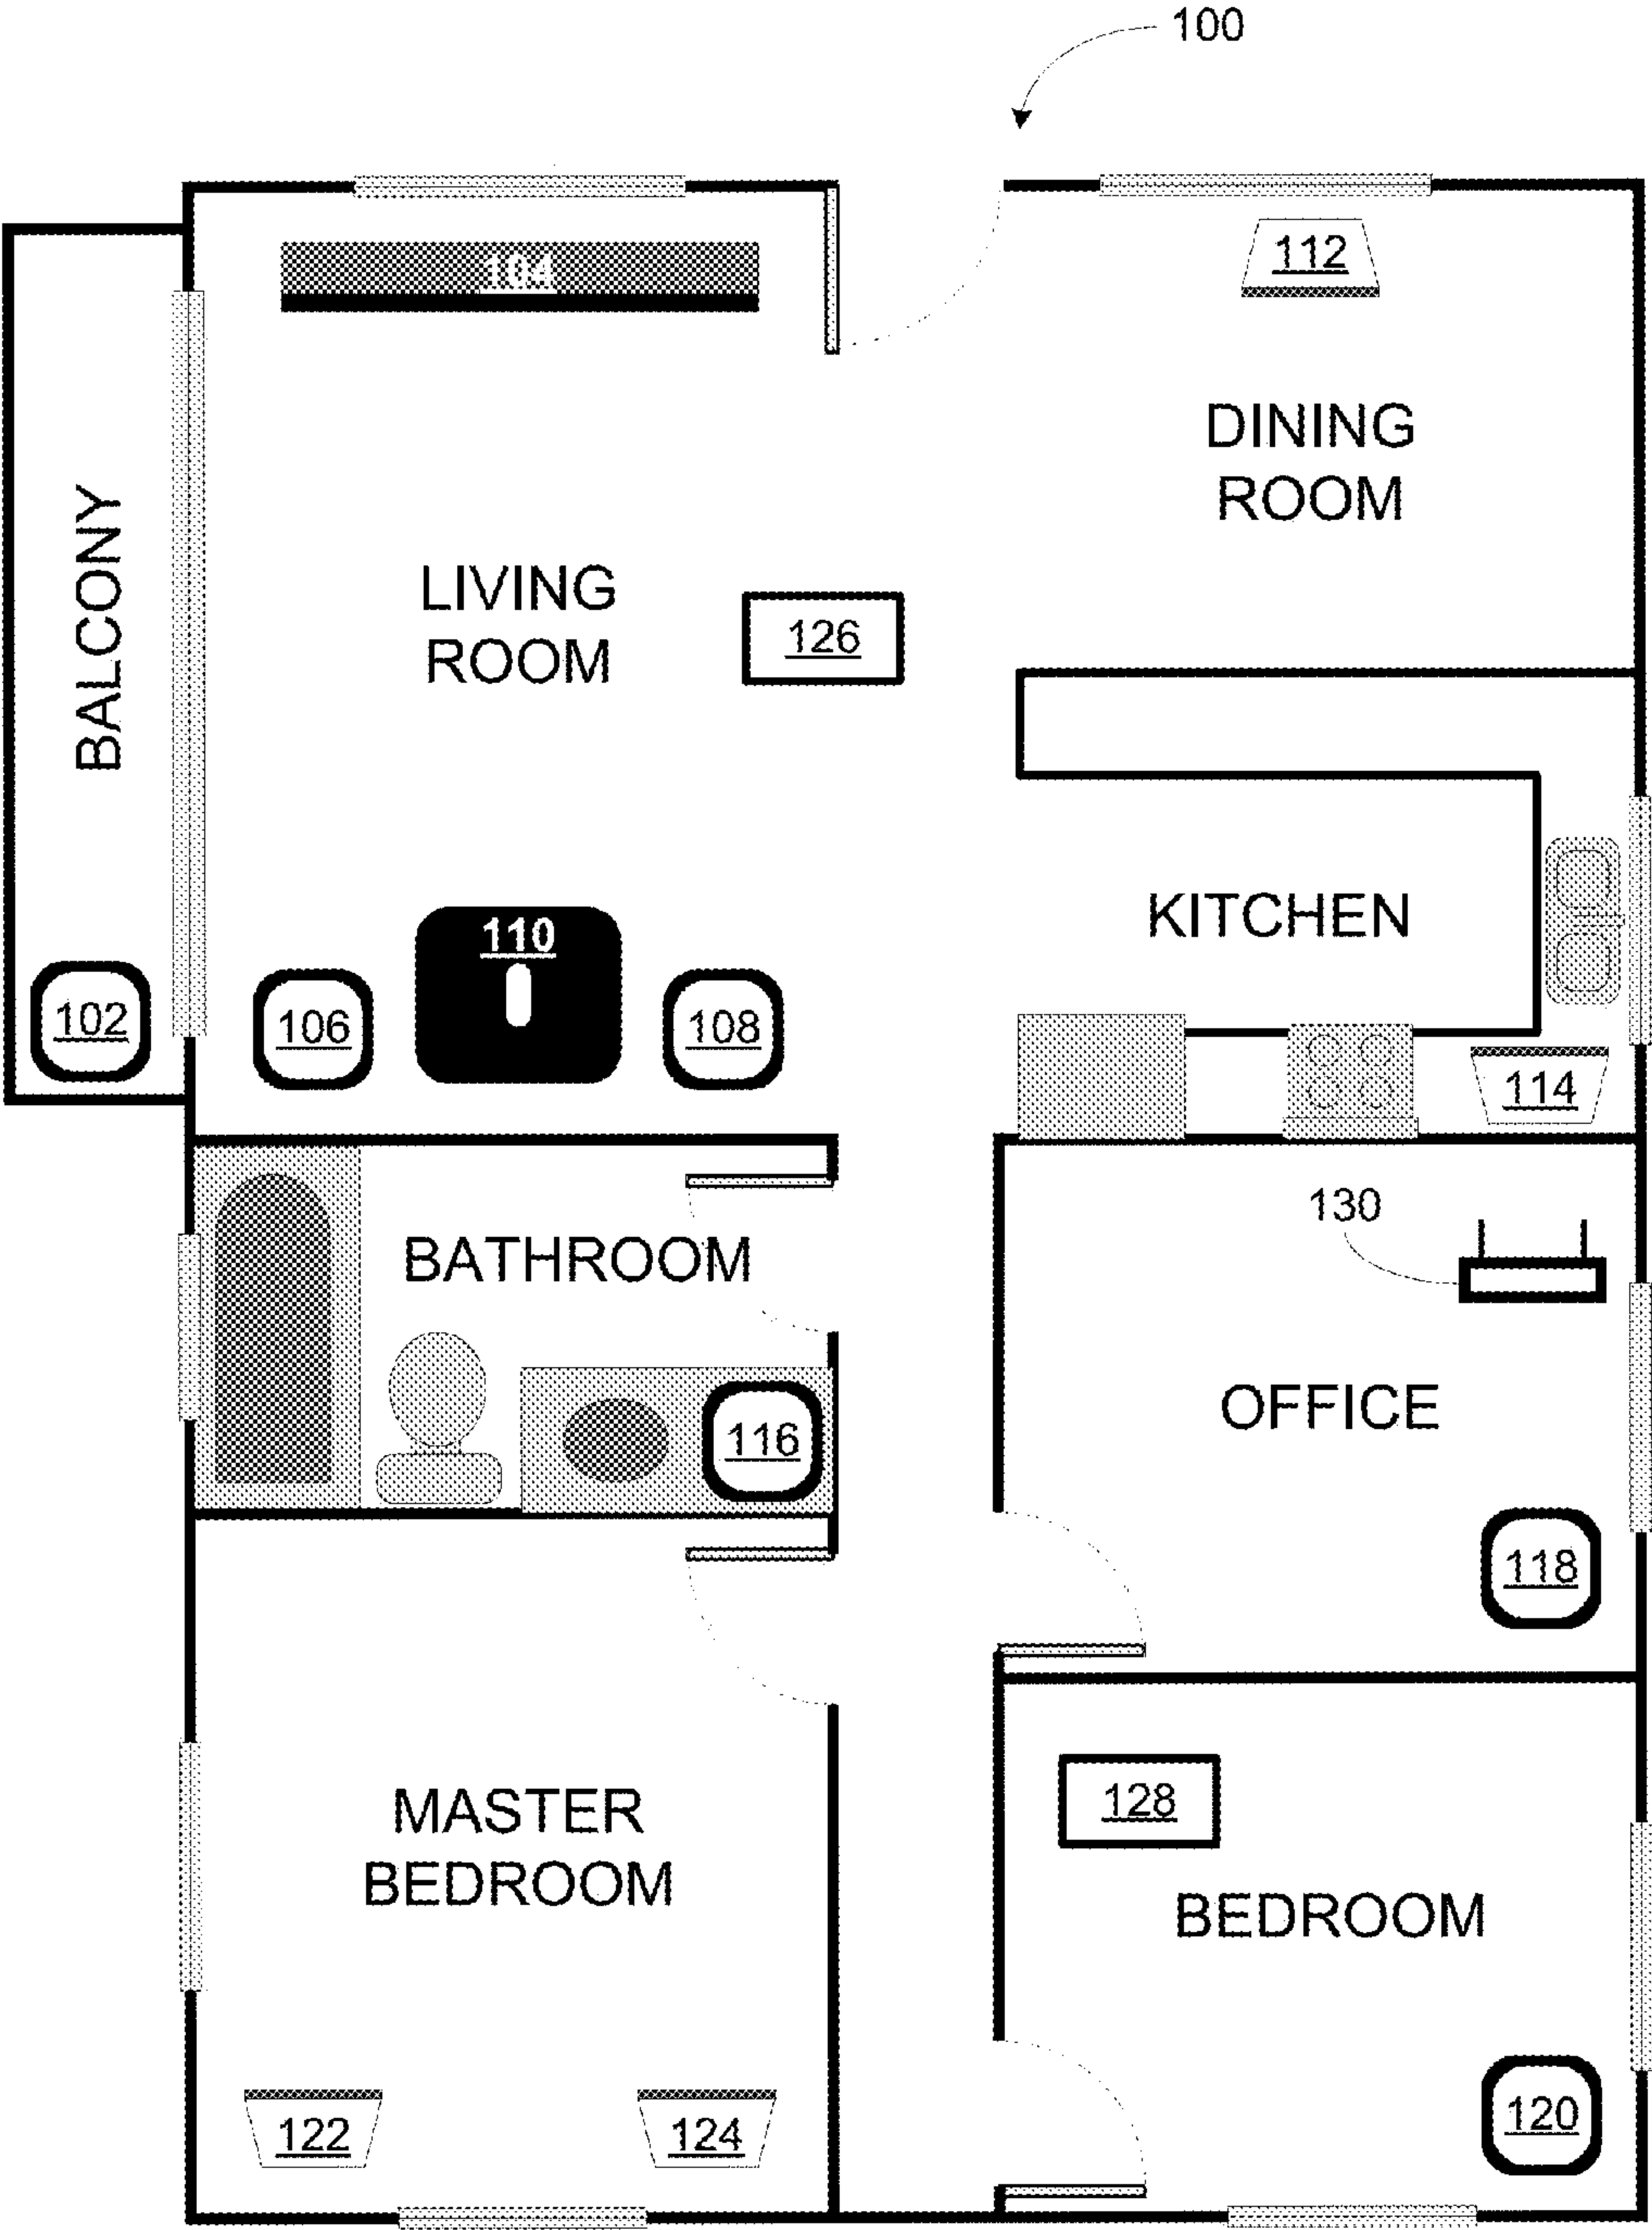 100
104
112
DINING
ROOM
BALCONY
LIVING
ROOM
126
KITCHEN
110
102
106
108
114
130
BATHROOM
OFFICE
116
118
128
MASTER
BEDROOM
BEDROOM
122
124
120